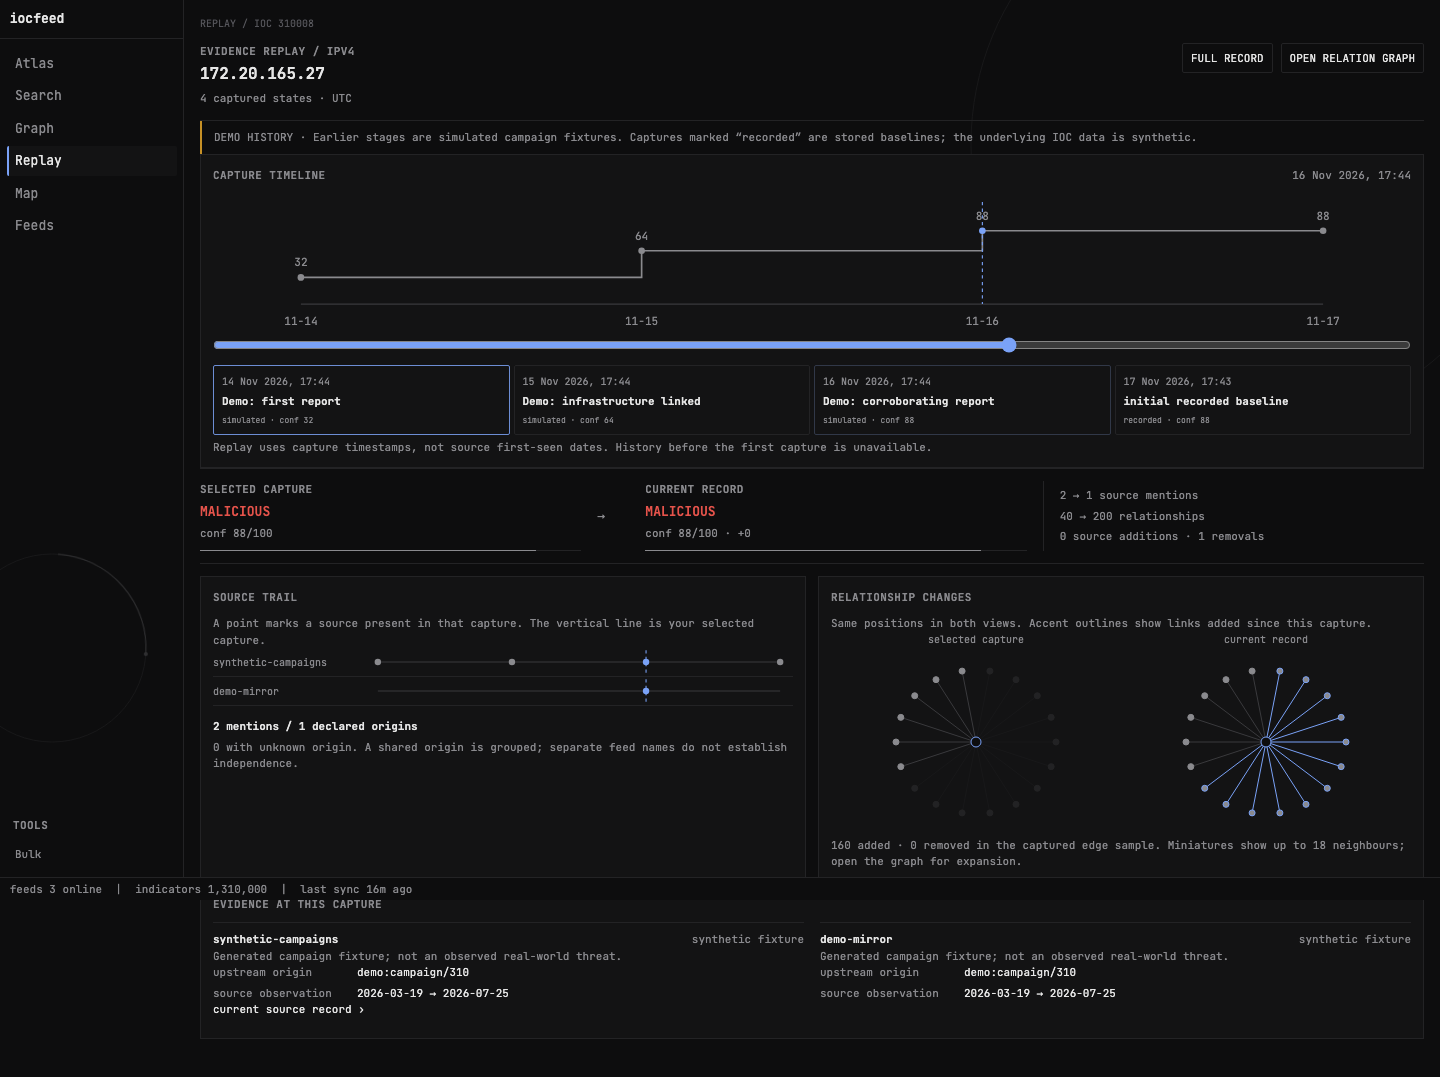 iocfeed
Atlas
Search
Graph
Replay
Map
Feeds
TOOLS
Bulk
REPLAY / IOC 310008
EVIDENCE REPLAY / IPV4
172.20.165.27
4 captured states · UTC
FULL RECORD
OPEN RELATION GRAPH
DEMO HISTORY · Earlier stages are simulated campaign fixtures. Captures marked “recorded” are stored baselines; the underlying IOC data is synthetic.
CAPTURE TIMELINE
16 Nov 2026, 17:44
32
64
88
88
11-14
11-15
11-16
11-17
14 Nov 2026, 17:44
Demo: first report
simulated · conf 32
15 Nov 2026, 17:44
Demo: infrastructure linked
simulated · conf 64
16 Nov 2026, 17:44
Demo: corroborating report
simulated · conf 88
17 Nov 2026, 17:43
initial recorded baseline
recorded · conf 88
Replay uses capture timestamps, not source first-seen dates. History before the first capture is unavailable.
SELECTED CAPTURE
MALICIOUS
conf 88/100
→
CURRENT RECORD
MALICIOUS
conf 88/100 · +0
2 → 1 source mentions
40 → 200 relationships
0 source additions · 1 removals
SOURCE TRAIL
A point marks a source present in that capture. The vertical line is your selected
capture.
synthetic-campaigns
demo-mirror
2 mentions / 1 declared origins
0 with unknown origin. A shared origin is grouped; separate feed names do not establish
independence.
RELATIONSHIP CHANGES
Same positions in both views. Accent outlines show links added since this capture.
selected capture
current record
160 added · 0 removed in the captured edge sample. Miniatures show up to 18 neighbours;
open the graph for expansion.
feeds 3 online | indicators 1,310,000 | last sync 16m ago
EVIDENCE AT THIS CAPTURE
synthetic-campaigns
synthetic fixture
Generated campaign fixture; not an observed real-world threat.
upstream origin demo:campaign/310
source observation 2026-03-19 → 2026-07-25
current source record ›
demo-mirror
synthetic fixture
Generated campaign fixture; not an observed real-world threat.
upstream origin demo:campaign/310
source observation 2026-03-19 → 2026-07-25